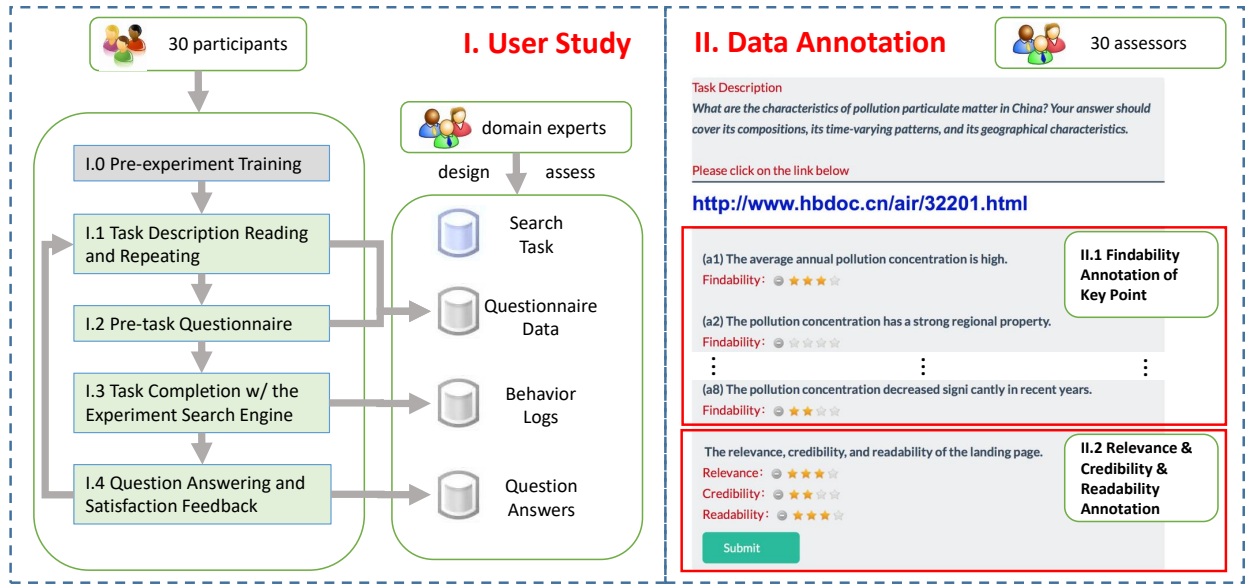 30 participants
I. User Study
domain experts
design
assess
I.0 Pre-experiment Training
I.1 Task Description Reading
and Repeating
I.2 Pre-task Questionnaire
I.3 Task Completion w/ the
Experiment Search Engine
I.4 Question Answering and
Satisfaction Feedback
Search
Task
Questionnaire
Data
Behavior
Logs
Question
Answers
II. Data Annotation
30 assessors
Task Description
What are the characteristics of pollution particulate matter in China? Your answer should
cover its compositions, its time-varying patterns, and its geographical characteristics.
Please click on the link below
http://www.hbdoc.cn/air/32201.html
(a1) The average annual pollution concentration is high.
Findability:
II.1 Findability
Annotation of
Key Point
(a2) The pollution concentration has a strong regional property.
Findability:
(a8) The pollution concentration decreased signi cantly in recent years.
Findability:
The relevance, credibility, and readability of the landing page.
Relevance:
Credibility:
Readability:
Submit
II.2 Relevance &
Credibility &
Readability
Annotation